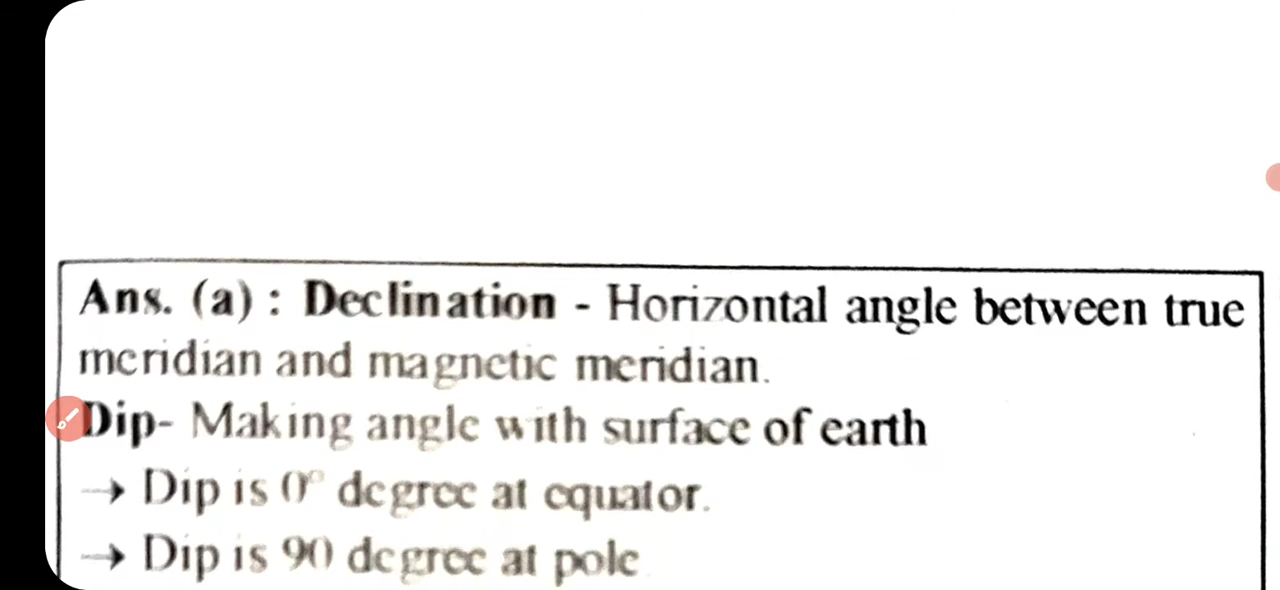 Ans. (a) : Declination - Horizontal angle between true
meridian and magnetic meridian.
Dip- Making angle with surface of earth
→ Dip is 0° degree at equator.
→ Dip is 90 degree at pole